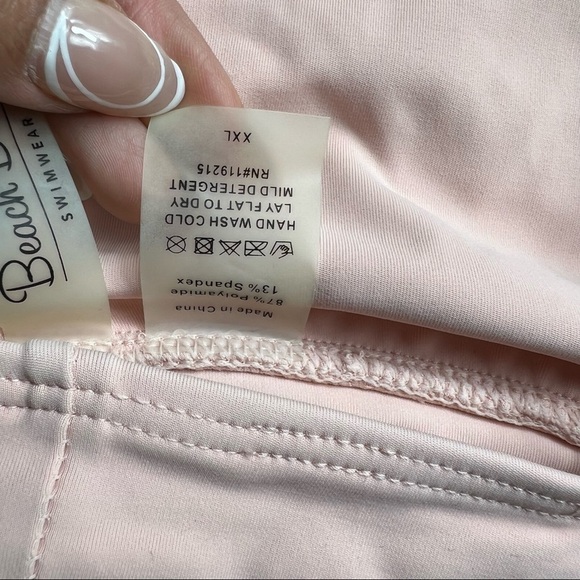 Beach
SWIMWEAR
Made in China
87% Polyamide
13% Spandex
HAND WASH COLD
LAY FLAT TO DRY
MILD DETERGENT
RN#119215
XXL